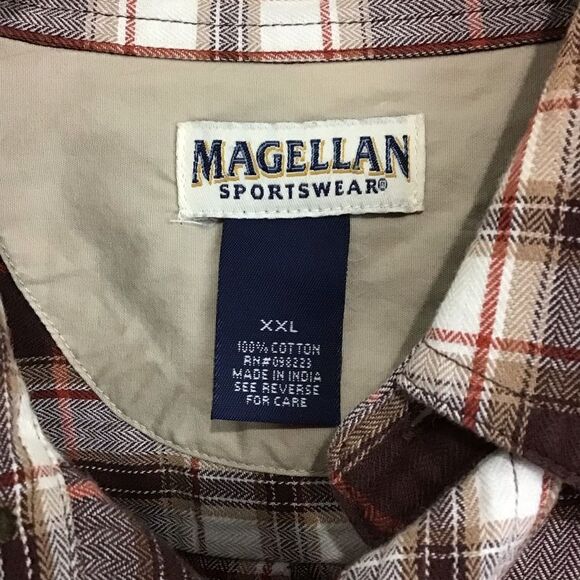 MAGELLAN
SPORTSWEAR®
XXL
100% COTTON
RN#098223
MADE IN INDIA
SEE REVERSE
FOR CARE